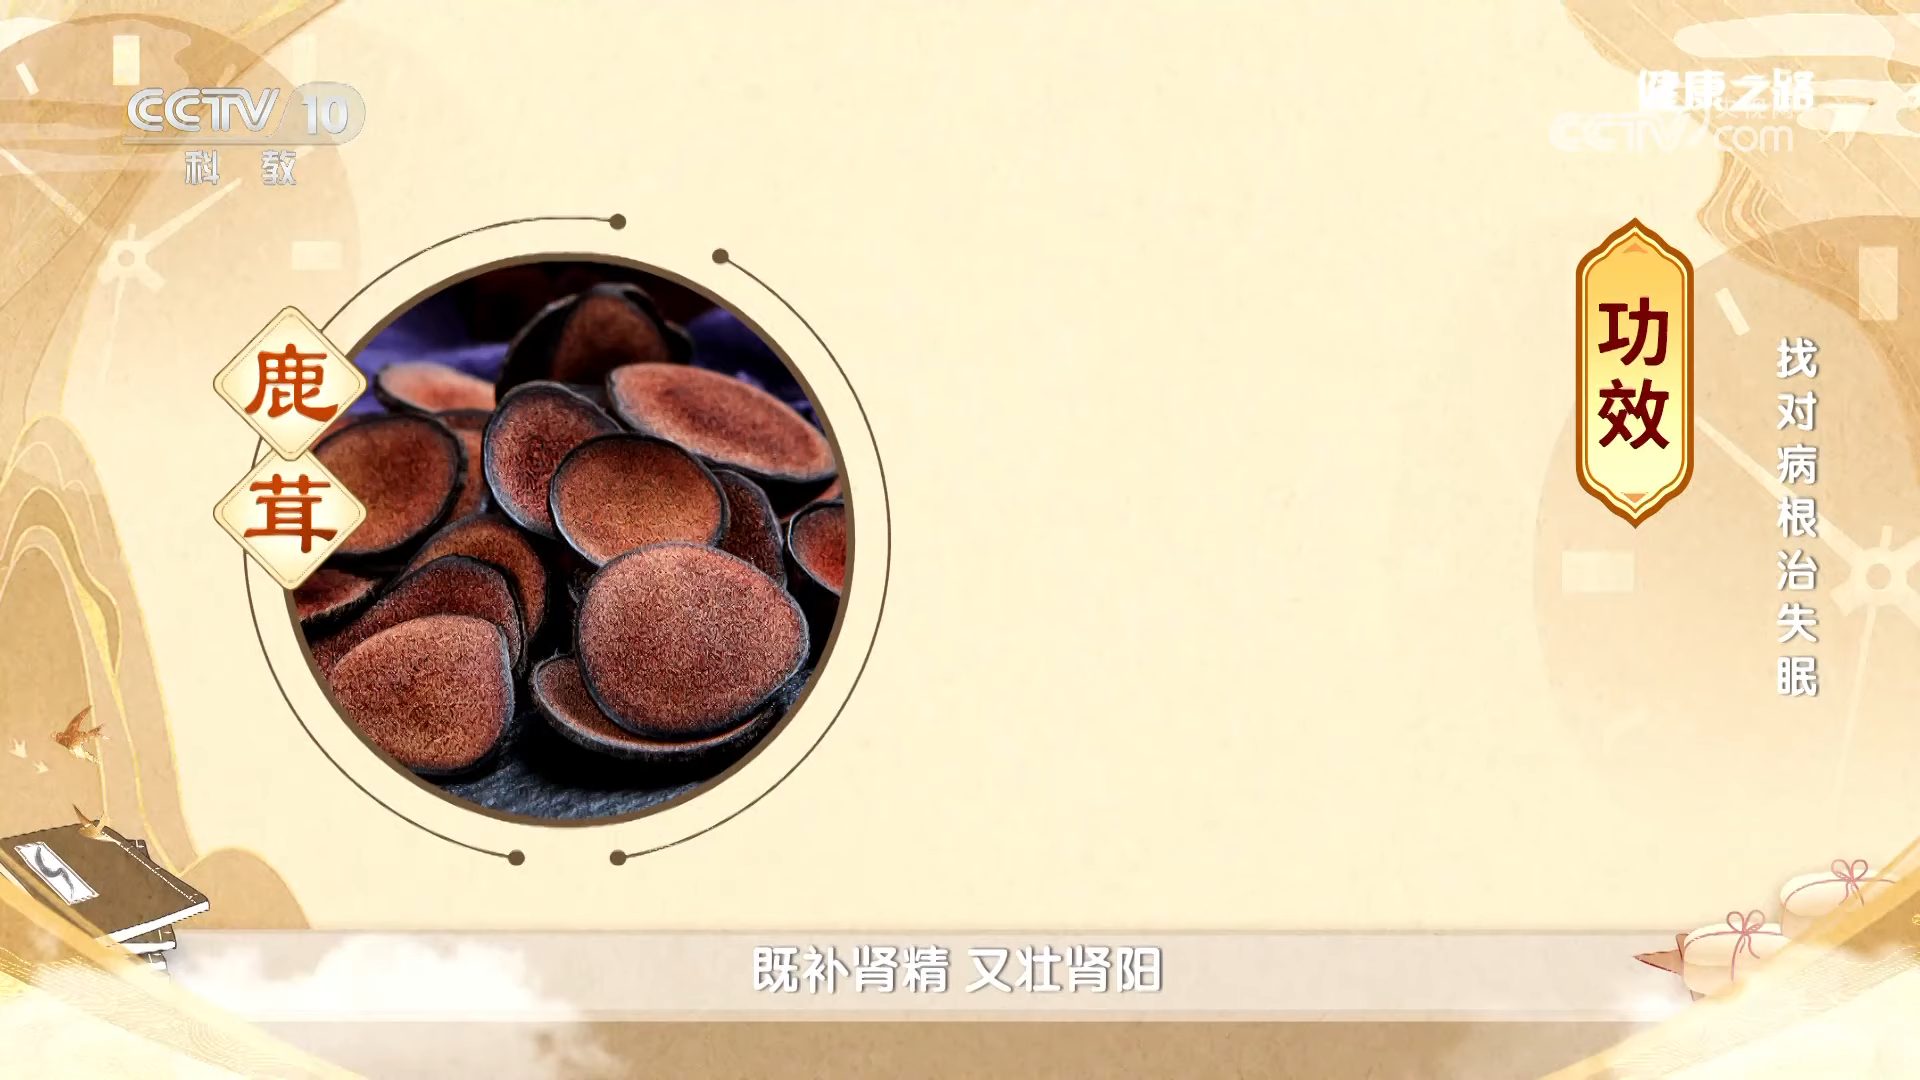 CCTV 10
科 教
健康之路
CCTV.com
鹿茸
功效
找对病根治失眠
既补肾精 又壮肾阳